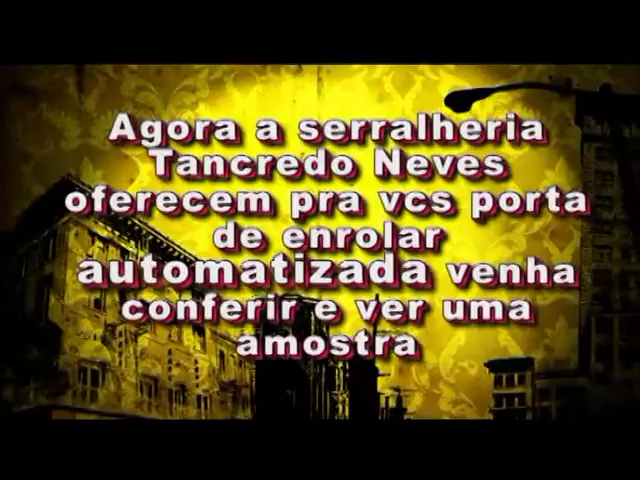 Agora a serralheria
Tancredo Neves
oferecem pra vcs porta
de enrolar
automatizada venha
conferir e ver uma
amostra